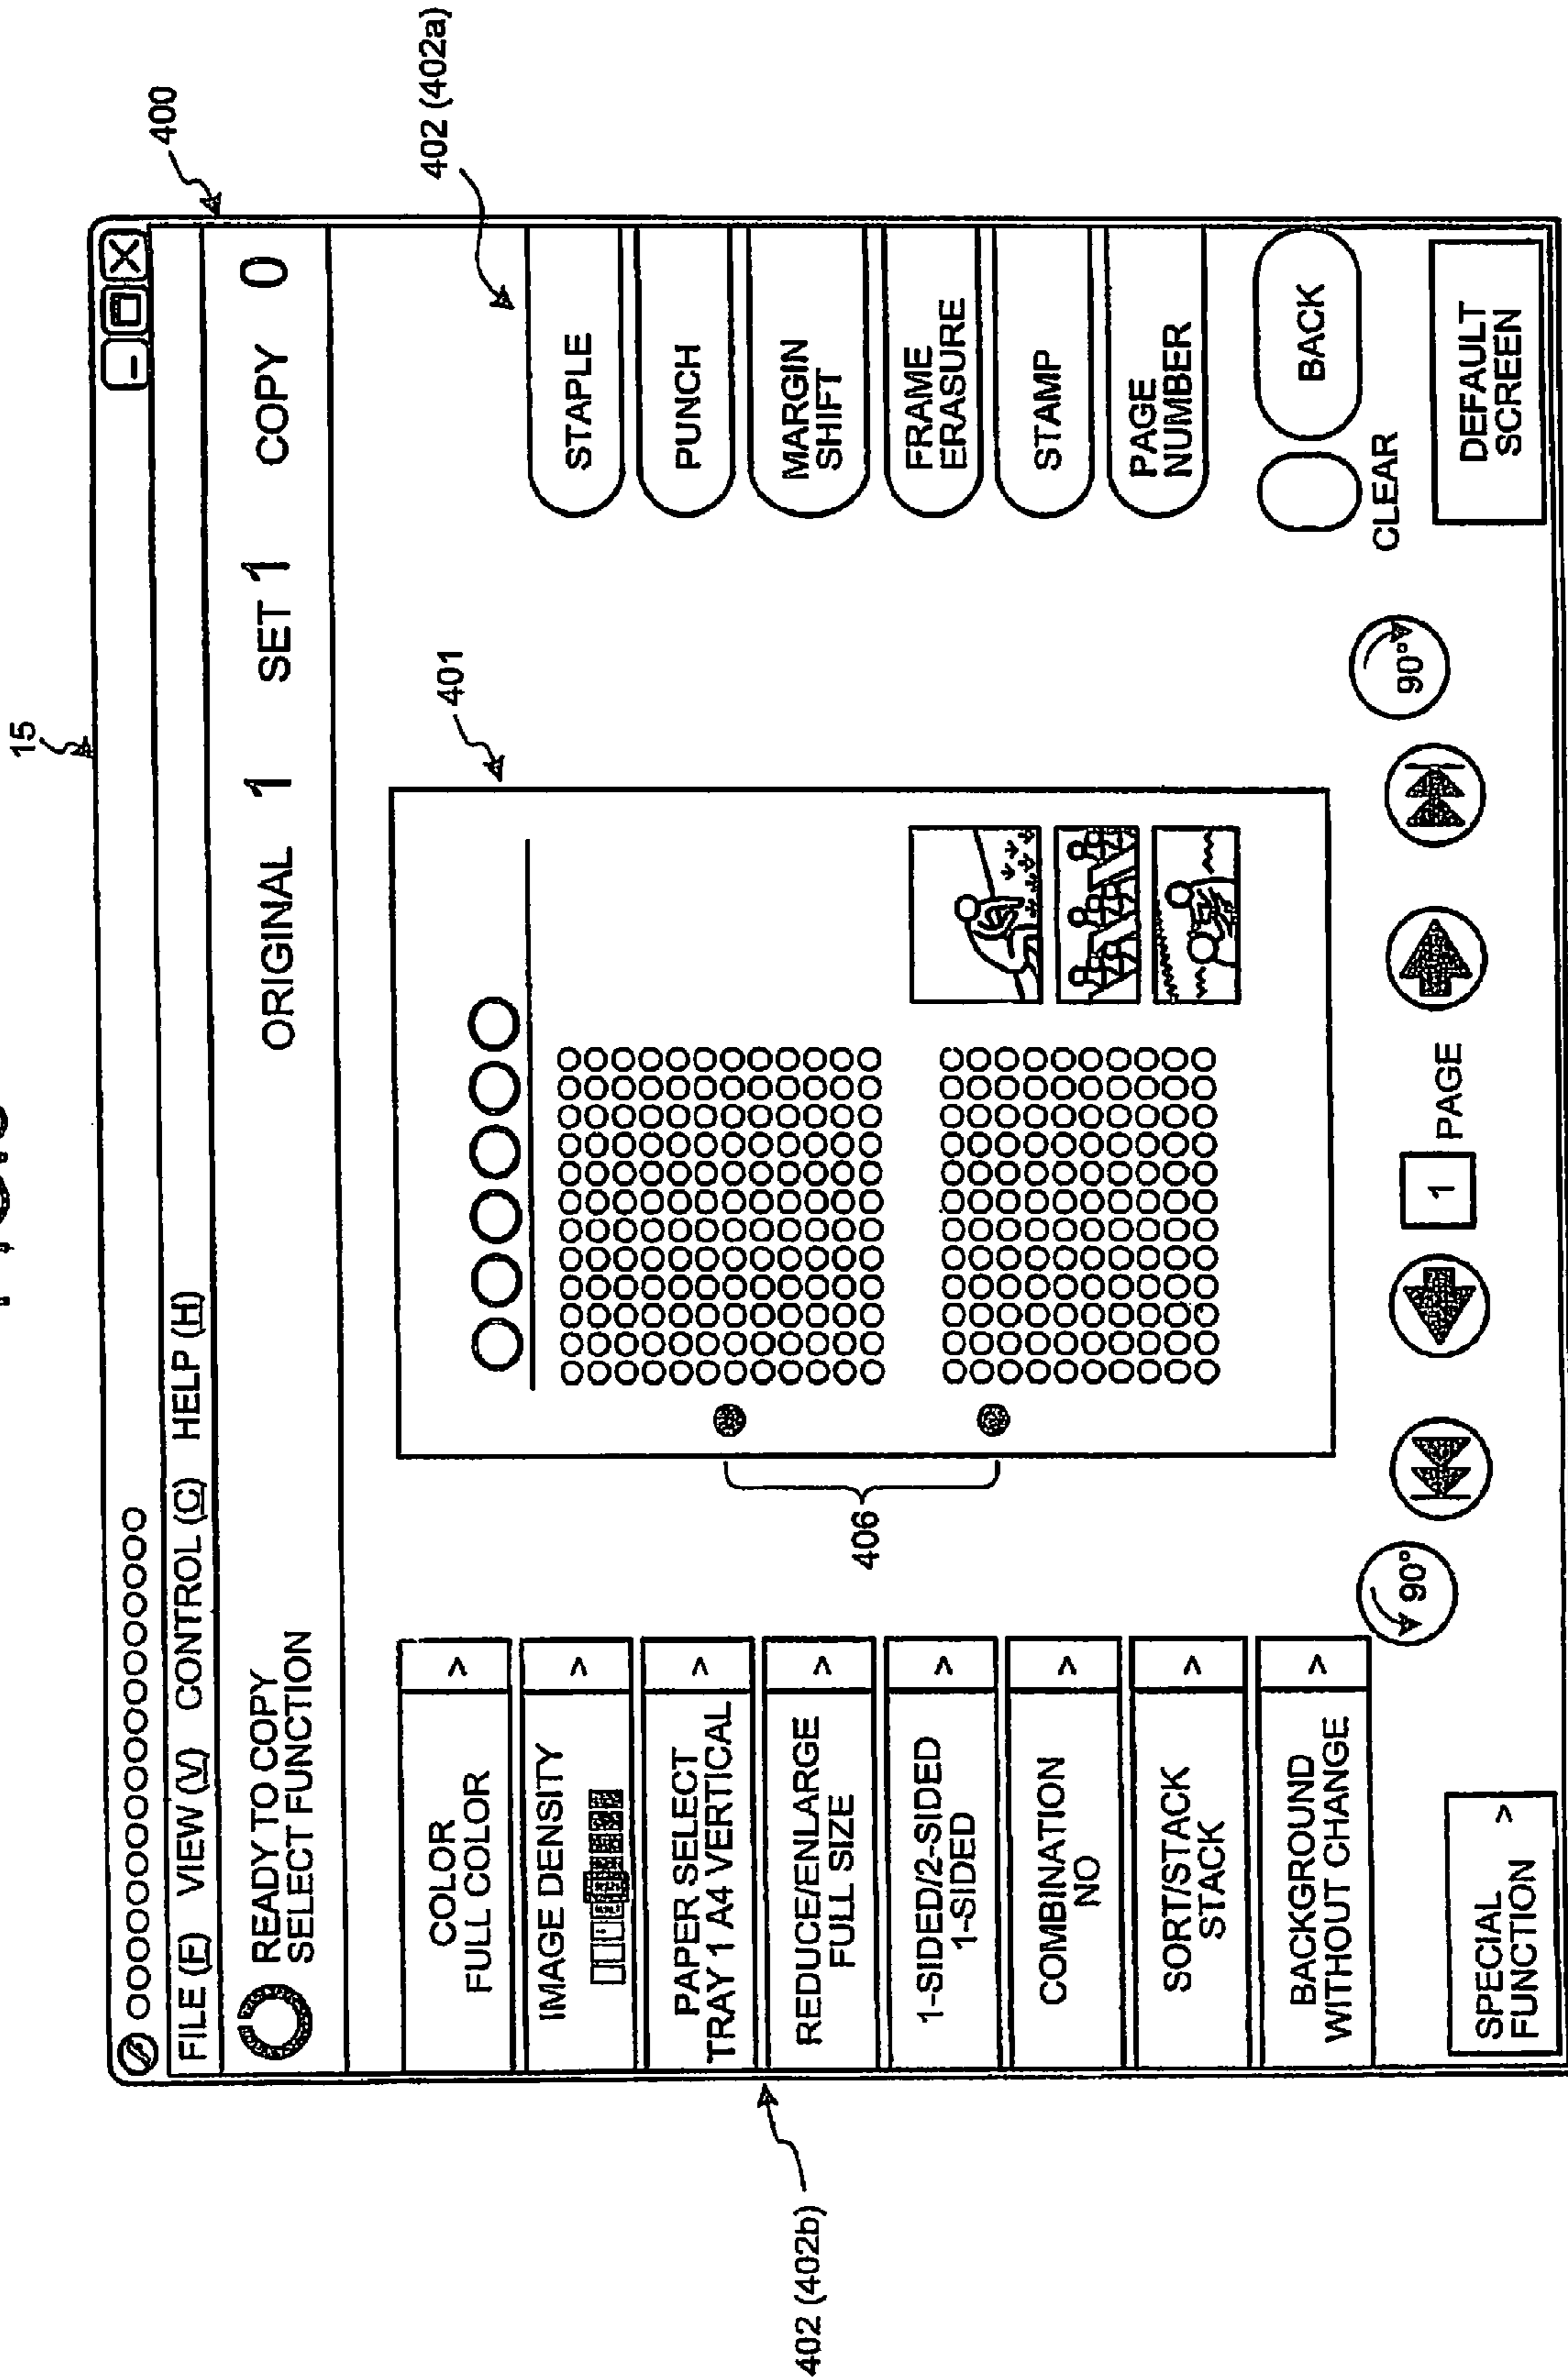 15
400
FILE (F) VIEW (V) CONTROL (C) HELP (H)
READY TO COPY
SELECT FUNCTION
ORIGINAL 1 SET 1 COPY 0
402 (402b)
COLOR
FULL COLOR
>
IMAGE DENSITY
>
PAPER SELECT
TRAY 1 A4 VERTICAL
>
REDUCE/ENLARGE
FULL SIZE
>
1-SIDED/2-SIDED
1-SIDED
>
COMBINATION
NO
>
SORT/STACK
STACK
>
BACKGROUND
WITHOUT CHANGE
>
SPECIAL
FUNCTION
>
401
406
402 (402a)
STAPLE
PUNCH
MARGIN
SHIFT
FRAME
ERASURE
STAMP
PAGE
NUMBER
BACK
CLEAR
DEFAULT
SCREEN
90°
1 PAGE
90°